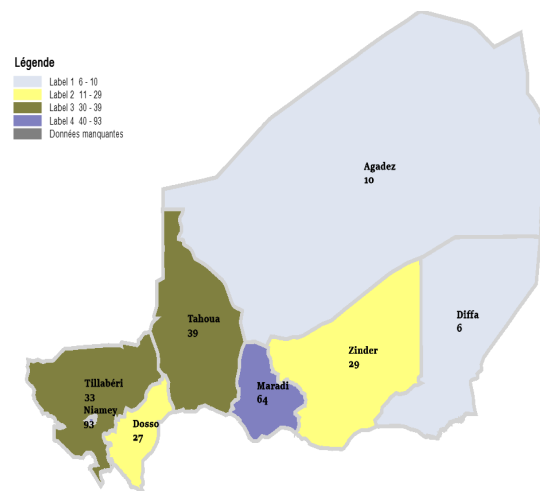 Légende
Label 1 6 - 10
Label 2 11 - 29
Label 3 30 - 39
Label 4 40 - 93
Données manquantes
Agadez
10
Diffa
6
Tahoua
39
Zinder
29
Maradi
64
Tillabéri
33
Niamey
93
Dosso
27